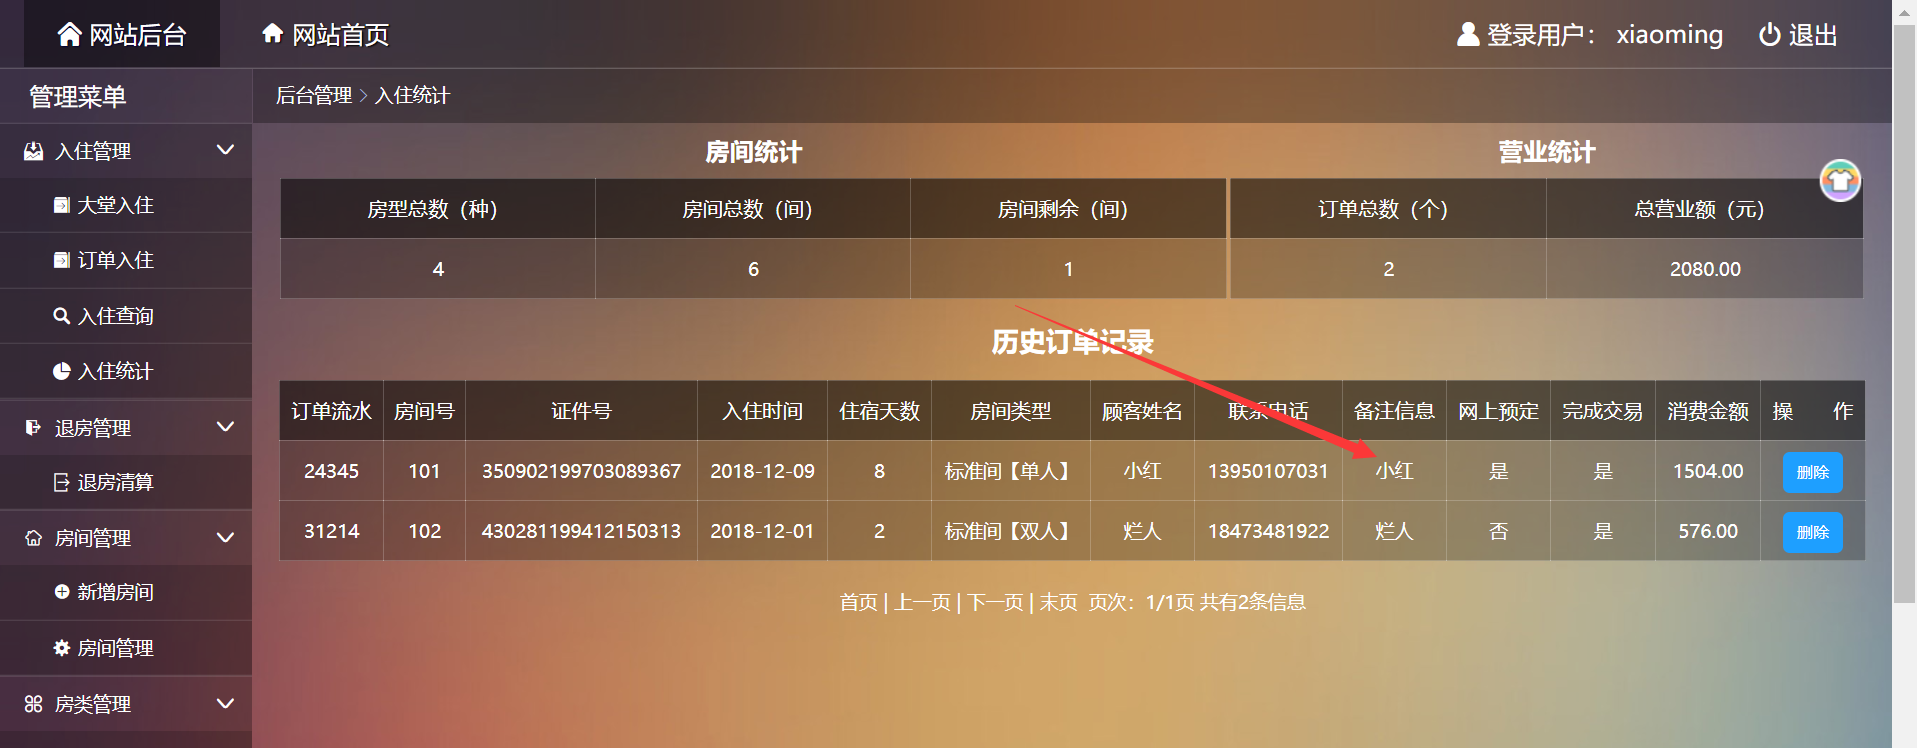 网站后台 网站首页 登录用户： xiaoming 退出
管理菜单
后台管理 > 入住统计
入住管理
大堂入住
订单入住
入住查询
入住统计
退房管理
退房清算
房间管理
新增房间
房间管理
房类管理
房间统计 营业统计
房型总数（种） 房间总数（间） 房间剩余（间） 订单总数（个） 总营业额（元）
4 6 1 2 2080.00
历史订单记录
订单流水 房间号 证件号 入住时间 住宿天数 房间类型 顾客姓名 联系电话 备注信息 网上预定 完成交易 消费金额 操 作
24345 101 350902199703089367 2018-12-09 8 标准间【单人】 小红 13950107031 小红 是 是 1504.00 删除
31214 102 430281199412150313 2018-12-01 2 标准间【双人】 烂人 18473481922 烂人 否 是 576.00 删除
首页 | 上一页 | 下一页 | 末页 页次：1/1页 共有2条信息